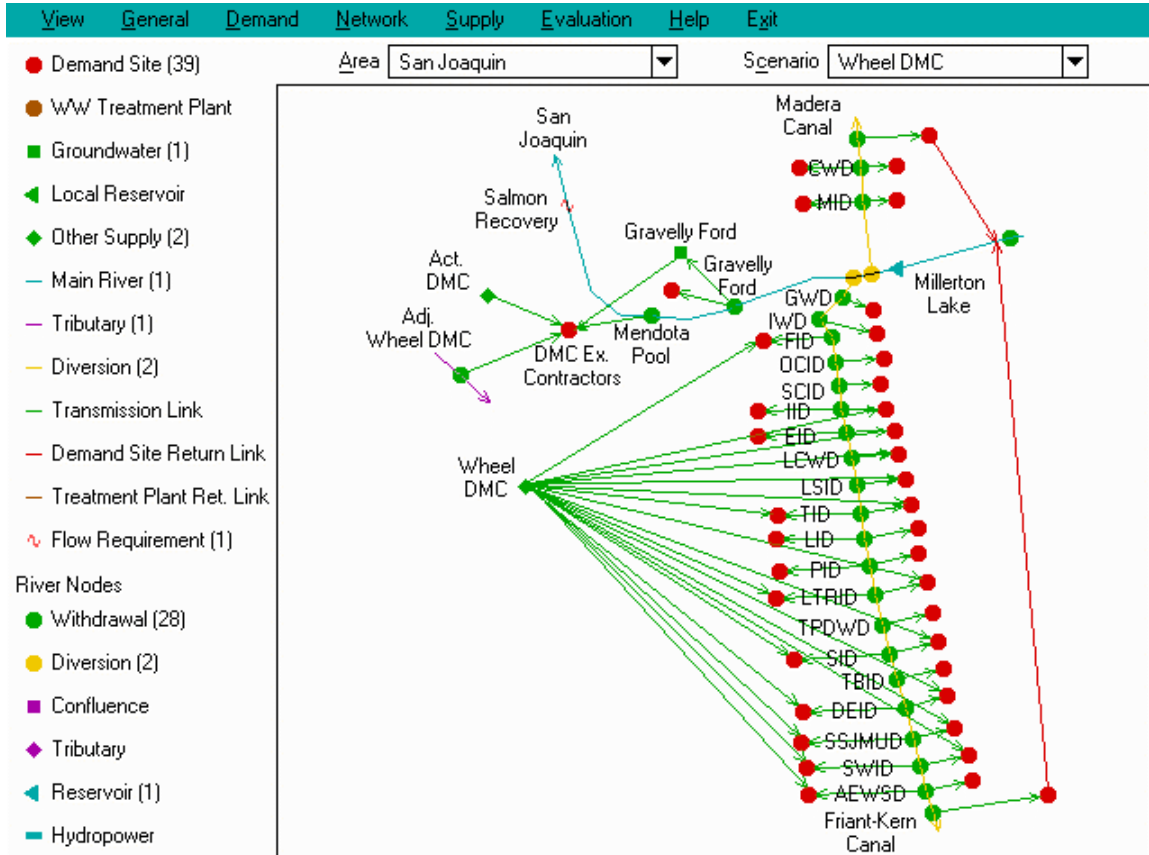 View General Demand Network Supply Evaluation Help Exit
Area San Joaquin
Scenario Wheel DMC
Demand Site (39)
WW Treatment Plant
Groundwater (1)
Local Reservoir
Other Supply (2)
Main River (1)
Tributary (1)
Diversion (2)
Transmission Link
Demand Site Return Link
Treatment Plant Ret. Link
Flow Requirement (1)
River Nodes
Withdrawal (28)
Diversion (2)
Confluence
Tributary
Reservoir (1)
Hydropower
San
Joaquin
Salmon
Recovery
Act.
DMC
Adj.
Wheel DMC
DMC Ex.
Contractors
Mendota
Pool
Gravelly Ford
Gravelly
Ford
Wheel
DMC
Madera
Canal
CWD
MID
Millerton
Lake
GWD
IWD
FID
OCID
SCID
IID
EID
LCWD
LSID
TID
LID
PID
LTRID
TPDWD
SID
TBID
DEID
SSJMUD
SWID
AEWSD
Friant-Kern
Canal